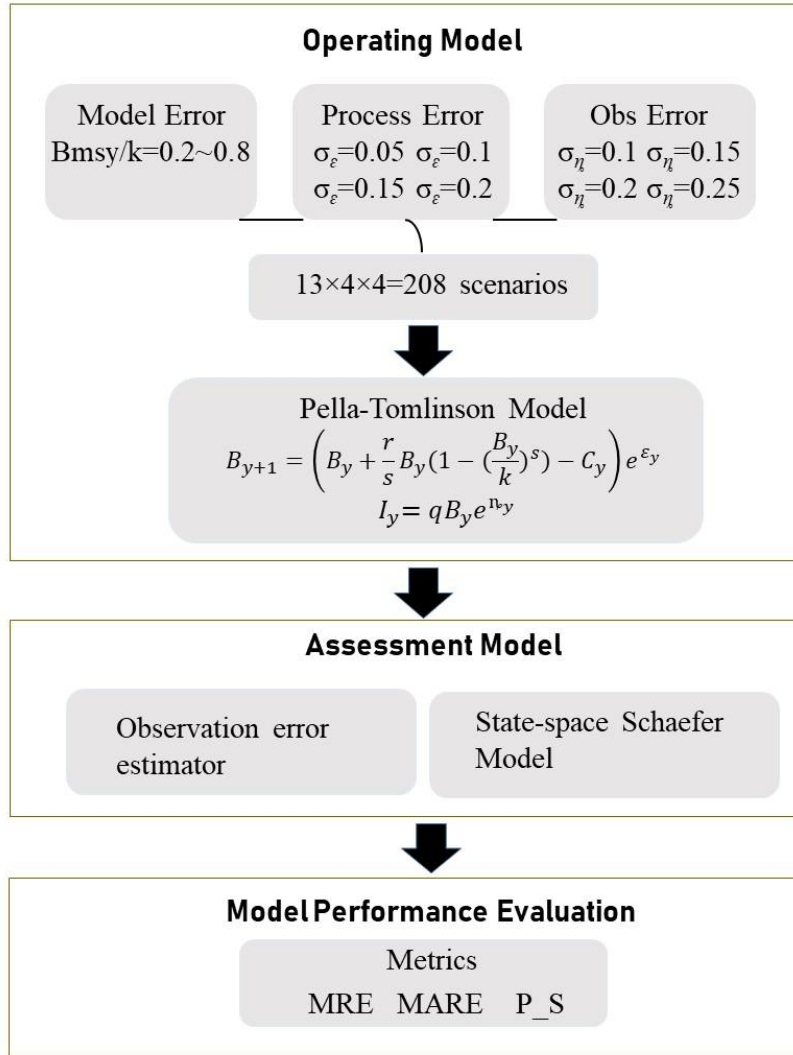 Operating Model
Model Error
Bmsy/k=0.2~0.8
Process Error
σ_ε=0.05 σ_ε=0.1
σ_ε=0.15 σ_ε=0.2
Obs Error
σ_η=0.1 σ_η=0.15
σ_η=0.2 σ_η=0.25
13×4×4=208 scenarios
Pella-Tomlinson Model
B_{y+1} = (B_y + r/s B_y(1 − (B_y/k)^s) − C_y) e^{ε_y}
I_y = qB_y e^{η_y}
Assessment Model
Observation error
estimator
State-space Schaefer
Model
Model Performance Evaluation
Metrics
MRE MARE P_S